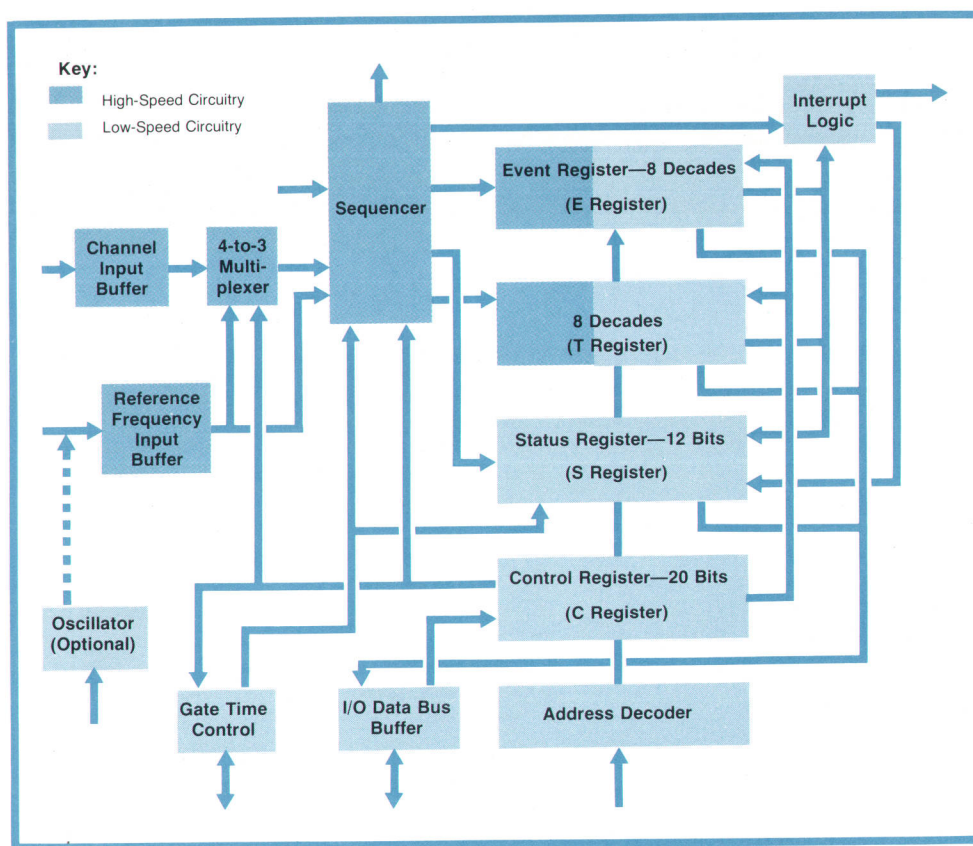 Key:
High-Speed Circuitry
Low-Speed Circuitry
Interrupt
Logic
Event Register—8 Decades
(E Register)
Sequencer
Channel
Input
Buffer
4-to-3
Multi-
plexer
8 Decades
(T Register)
Reference
Frequency
Input
Buffer
Status Register—12 Bits
(S Register)
Control Register—20 Bits
(C Register)
Oscillator
(Optional)
Gate Time
Control
I/O Data Bus
Buffer
Address Decoder